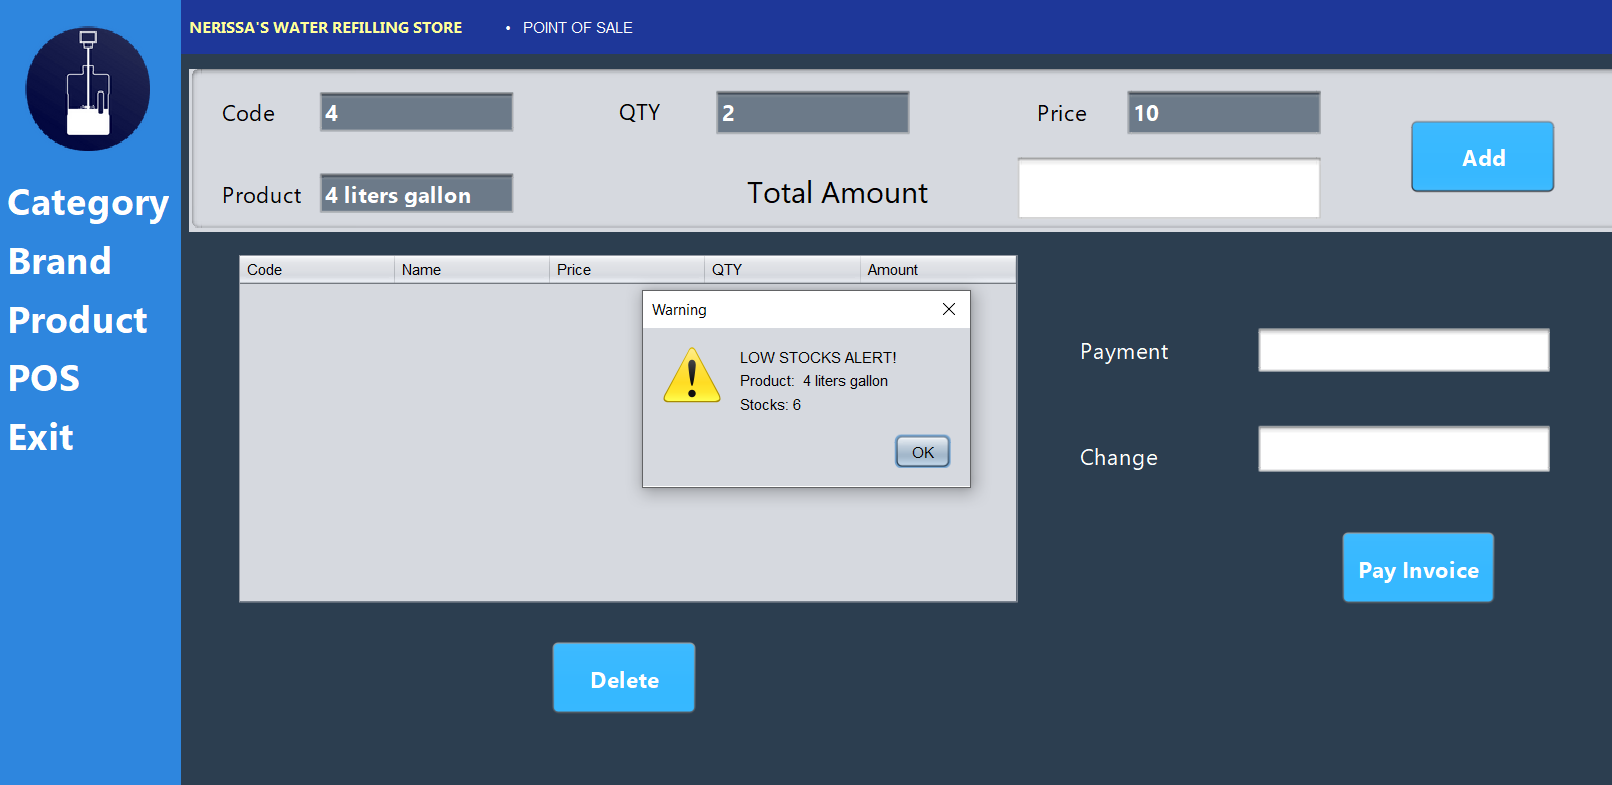 NERISSA'S WATER REFILLING STORE • POINT OF SALE
Code 4 QTY 2 Price 10
Add
Product 4 liters gallon Total Amount
Category
Brand
Product
POS
Exit
Code Name Price QTY Amount
Warning
LOW STOCKS ALERT!
Product: 4 liters gallon
Stocks: 6
OK
Payment
Change
Pay Invoice
Delete